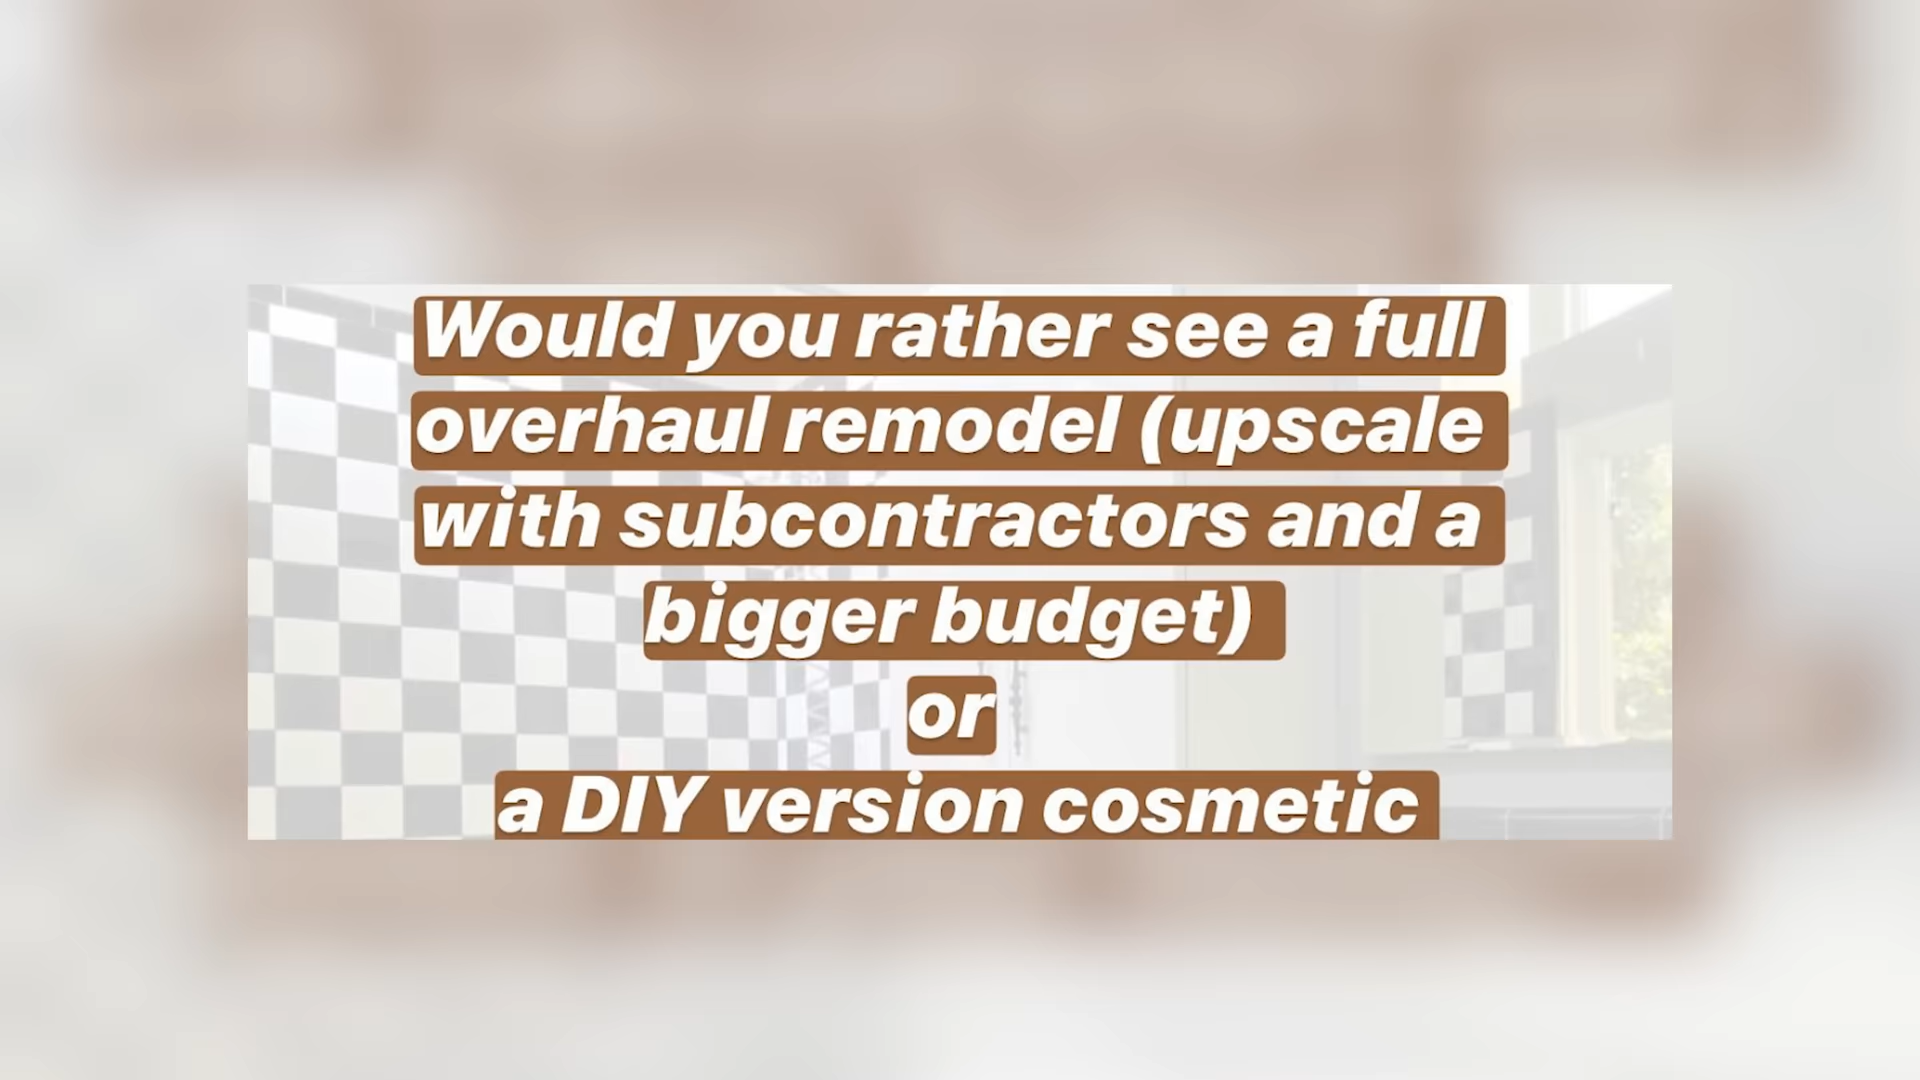 Would you rather see a full
overhaul remodel (upscale
with subcontractors and a
bigger budget)
or
a DIY version cosmetic